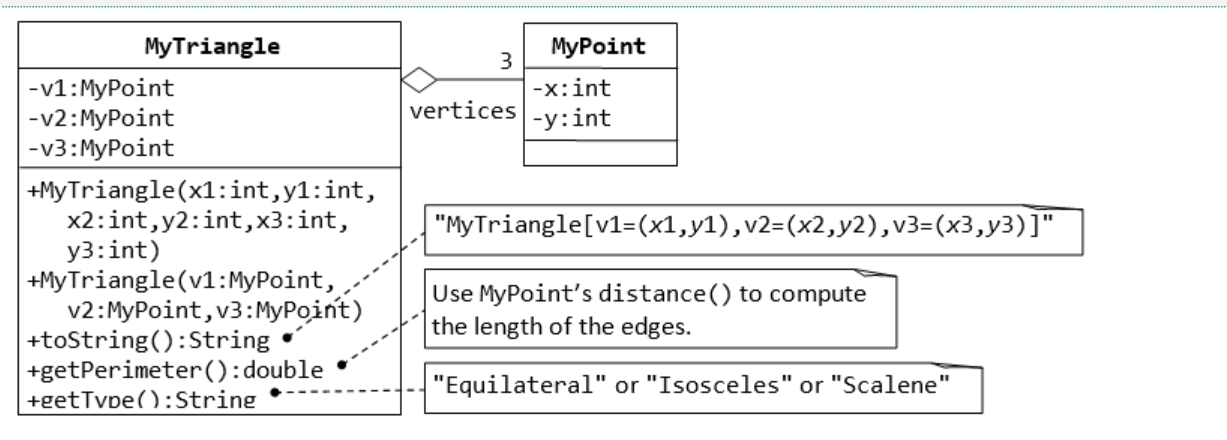 MyTriangle
-v1:MyPoint
-v2:MyPoint
-v3:MyPoint
+MyTriangle(x1:int,y1:int,
x2:int,y2:int,x3:int,
y3:int)
+MyTriangle(v1:MyPoint,
v2:MyPoint,v3:MyPoint)
+toString():String
+getPerimeter():double
+getType():String
3
vertices
MyPoint
-x:int
-y:int
"MyTriangle[v1=(x1,y1),v2=(x2,y2),v3=(x3,y3)]"
Use MyPoint's distance() to compute
the length of the edges.
"Equilateral" or "Isosceles" or "Scalene"